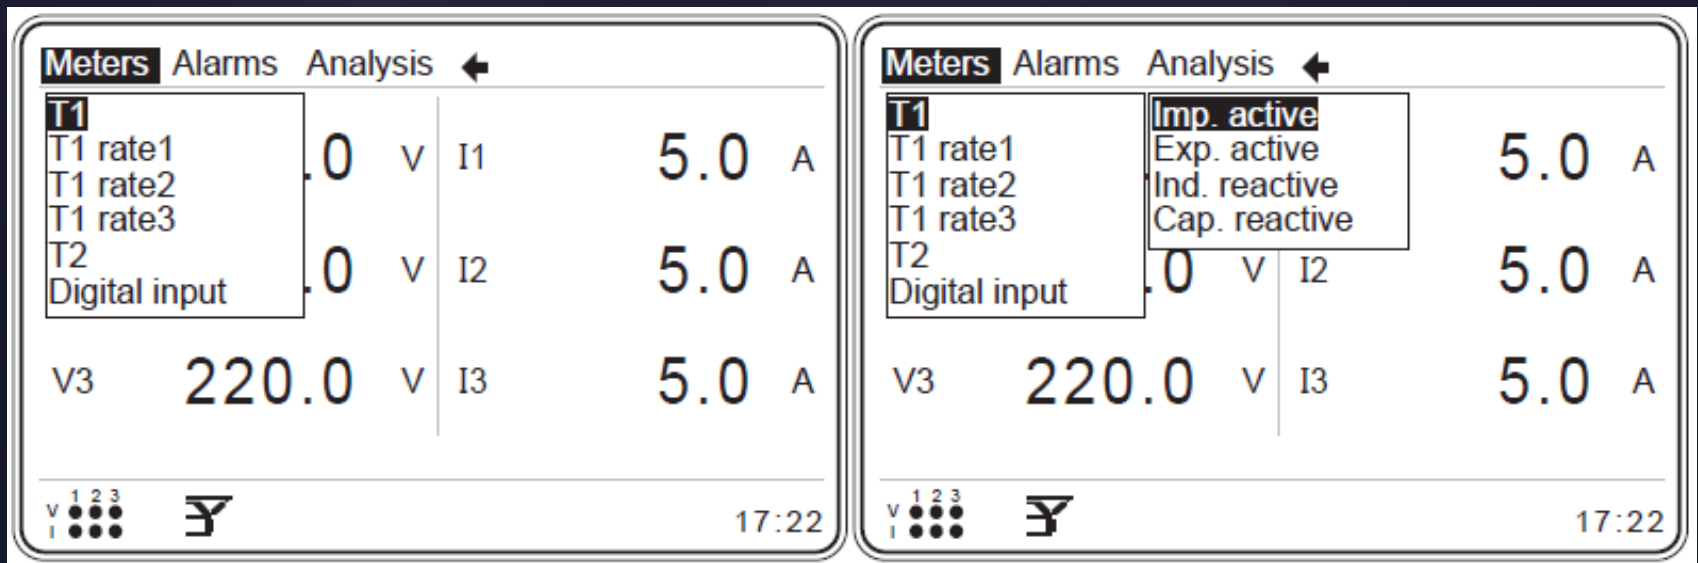 Meters Alarms Analysis
T1
T1 rate1
T1 rate2
T1 rate3
T2
Digital input
.0 V I1 5.0 A
.0 V I2 5.0 A
V3 220.0 V I3 5.0 A
1 2 3
V
I
17:22
Meters Alarms Analysis
T1
T1 rate1
T1 rate2
T1 rate3
T2
Digital input
Imp. active
Exp. active
Ind. reactive
Cap. reactive
5.0 A
.0 V I2 5.0 A
V3 220.0 V I3 5.0 A
1 2 3
V
I
17:22